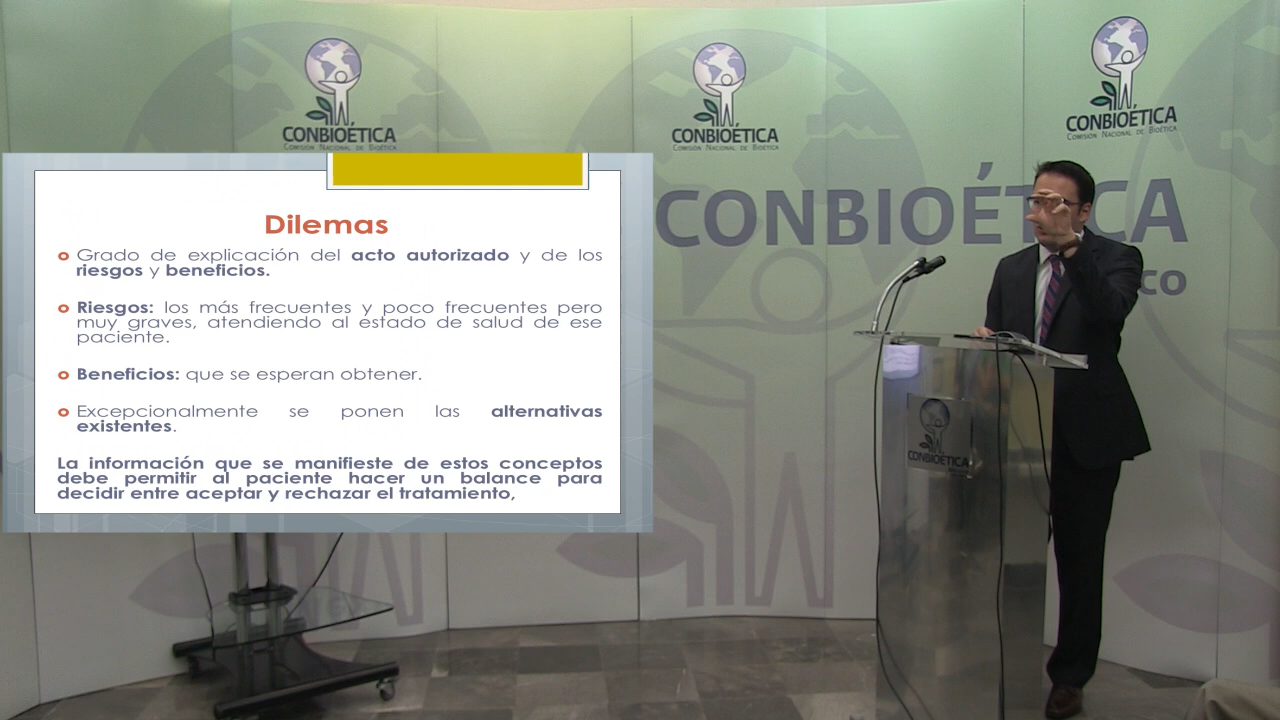 CONBIOÉTICA
COMISIÓN NACIONAL DE BIOÉTICA
CONBIOÉTICA
COMISIÓN NACIONAL DE BIOÉTICA
CONBIOÉTICA
COMISIÓN NACIONAL DE BIOÉTICA
CONBIOÉTICA
co
CONBIOÉTICA
Dilemas
Grado de explicación del acto autorizado y de los
riesgos y beneficios.
Riesgos: los más frecuentes y poco frecuentes pero
muy graves, atendiendo al estado de salud de ese
paciente.
Beneficios: que se esperan obtener.
Excepcionalmente se ponen las alternativas
existentes.
La información que se manifieste de estos conceptos
debe permitir al paciente hacer un balance para
decidir entre aceptar y rechazar el tratamiento,